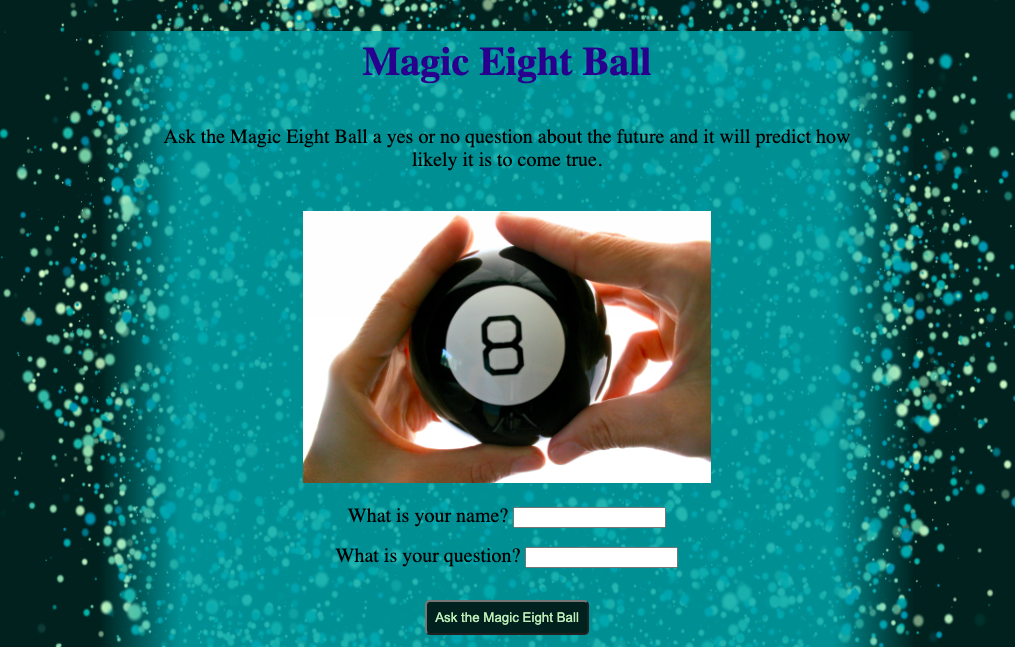 Magic Eight Ball
Ask the Magic Eight Ball a yes or no question about the future and it will predict how
likely it is to come true.
8
What is your name?
What is your question?
Ask the Magic Eight Ball